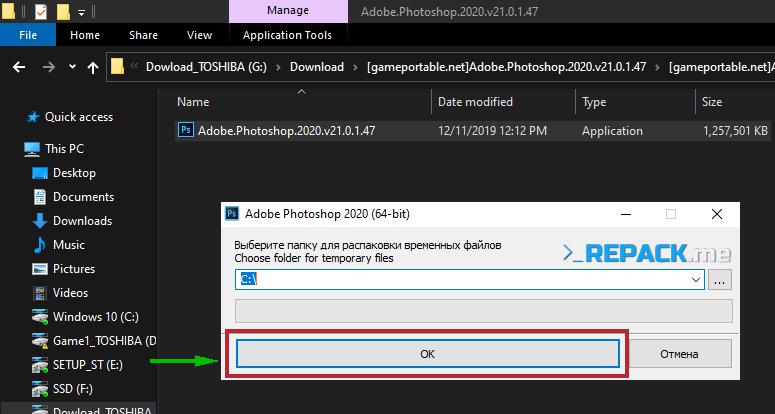 Manage
Adobe.Photoshop.2020.v21.0.1.47
File
Home
Share
View
Application Tools
Dowload_TOSHIBA (G:) > Download > [gameportable.net]Adobe.Photoshop.2020.v21.0.1.47 > [gameportable.net]A
Name
Date modified
Type
Size
Adobe.Photoshop.2020.v21.0.1.47
12/11/2019 12:12 PM
Application
1,257,501 KB
Quick access
This PC
Desktop
Documents
Downloads
Music
Pictures
Videos
Windows 10 (C:)
Game1_TOSHIBA (D
SETUP_ST (E:)
SSD (F:)
Dowload_TOSHIBA
Ps Adobe Photoshop 2020 (64-bit)
Выберите папку для распаковки временных файлов
Choose folder for temporary files
>_REPACK.me
C:\
...
OK
Отмена